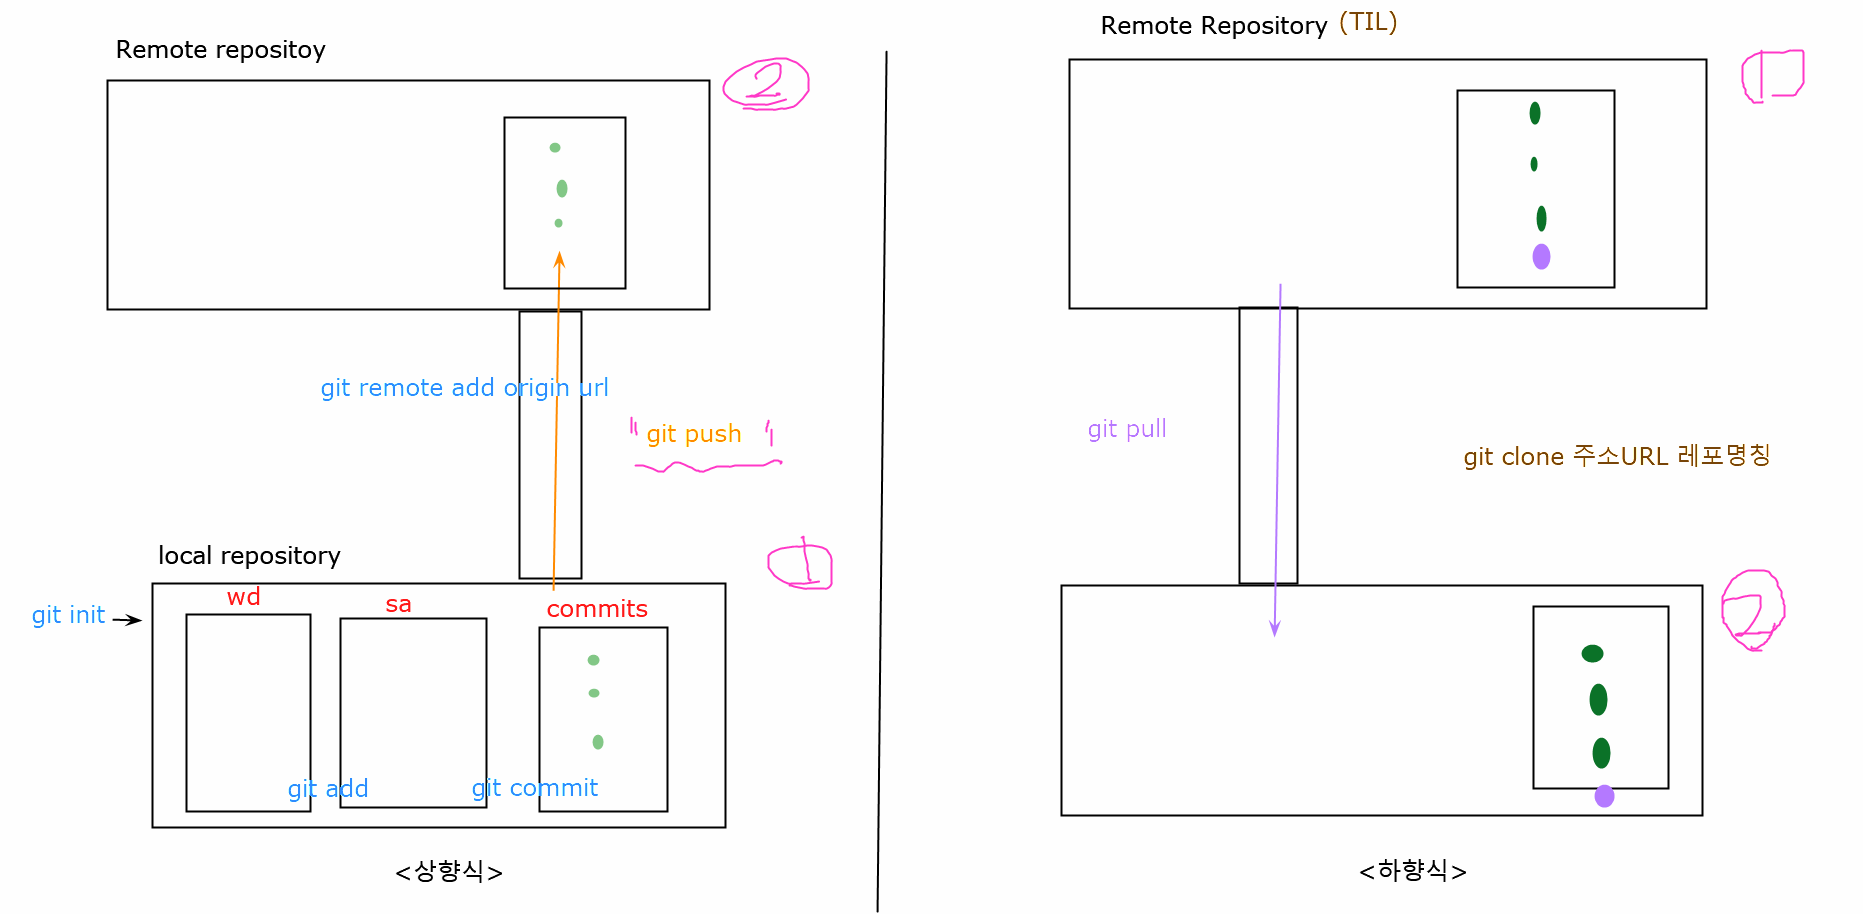 Remote repositoy
2
git remote add origin url
" git push "
local repository
1
git init
wd
sa
commits
git add
git commit
<상향식>
Remote Repository (TIL)
1
git pull
git clone 주소URL 레포명칭
2
<하향식>